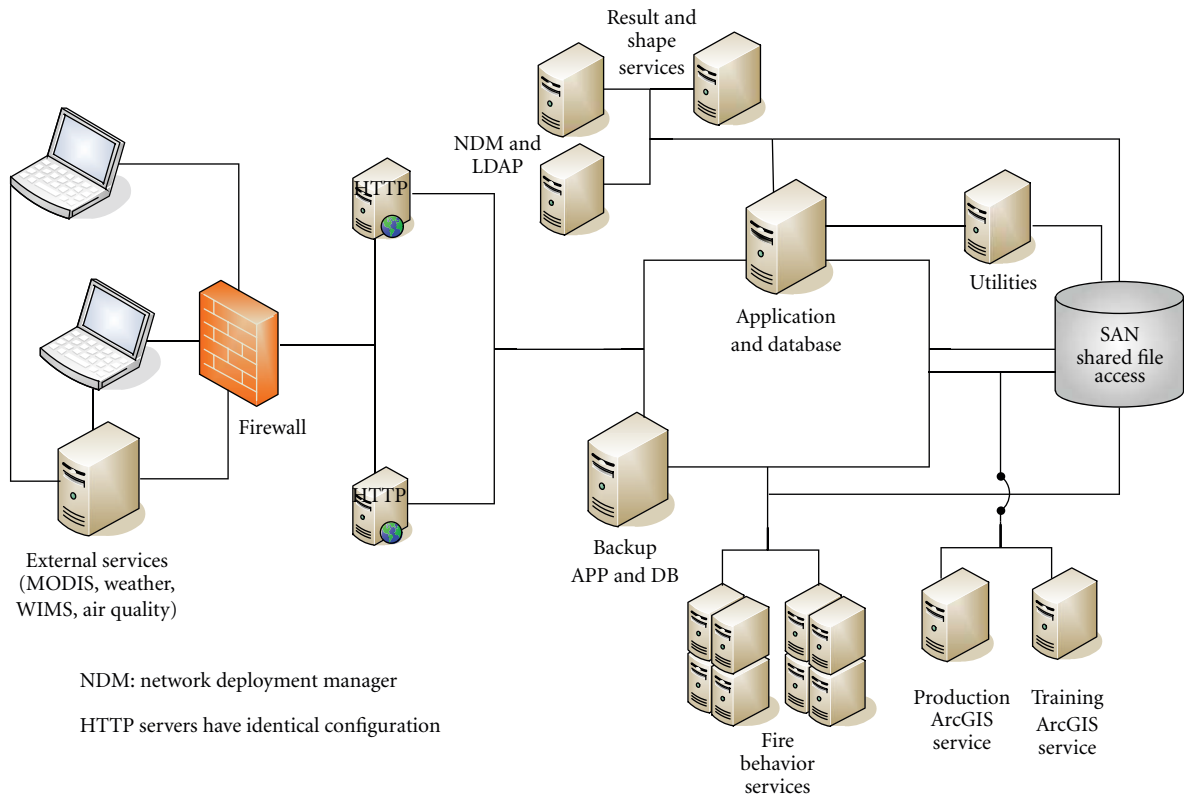 Result and
shape
services
NDM and
LDAP
HTTP
Utilities
Application
and database
SAN
shared file
access
Firewall
HTTP
External services
(MODIS, weather,
WIMS, air quality)
Backup
APP and DB
NDM: network deployment manager
HTTP servers have identical configuration
Fire
behavior
services
Production
ArcGIS
service
Training
ArcGIS
service